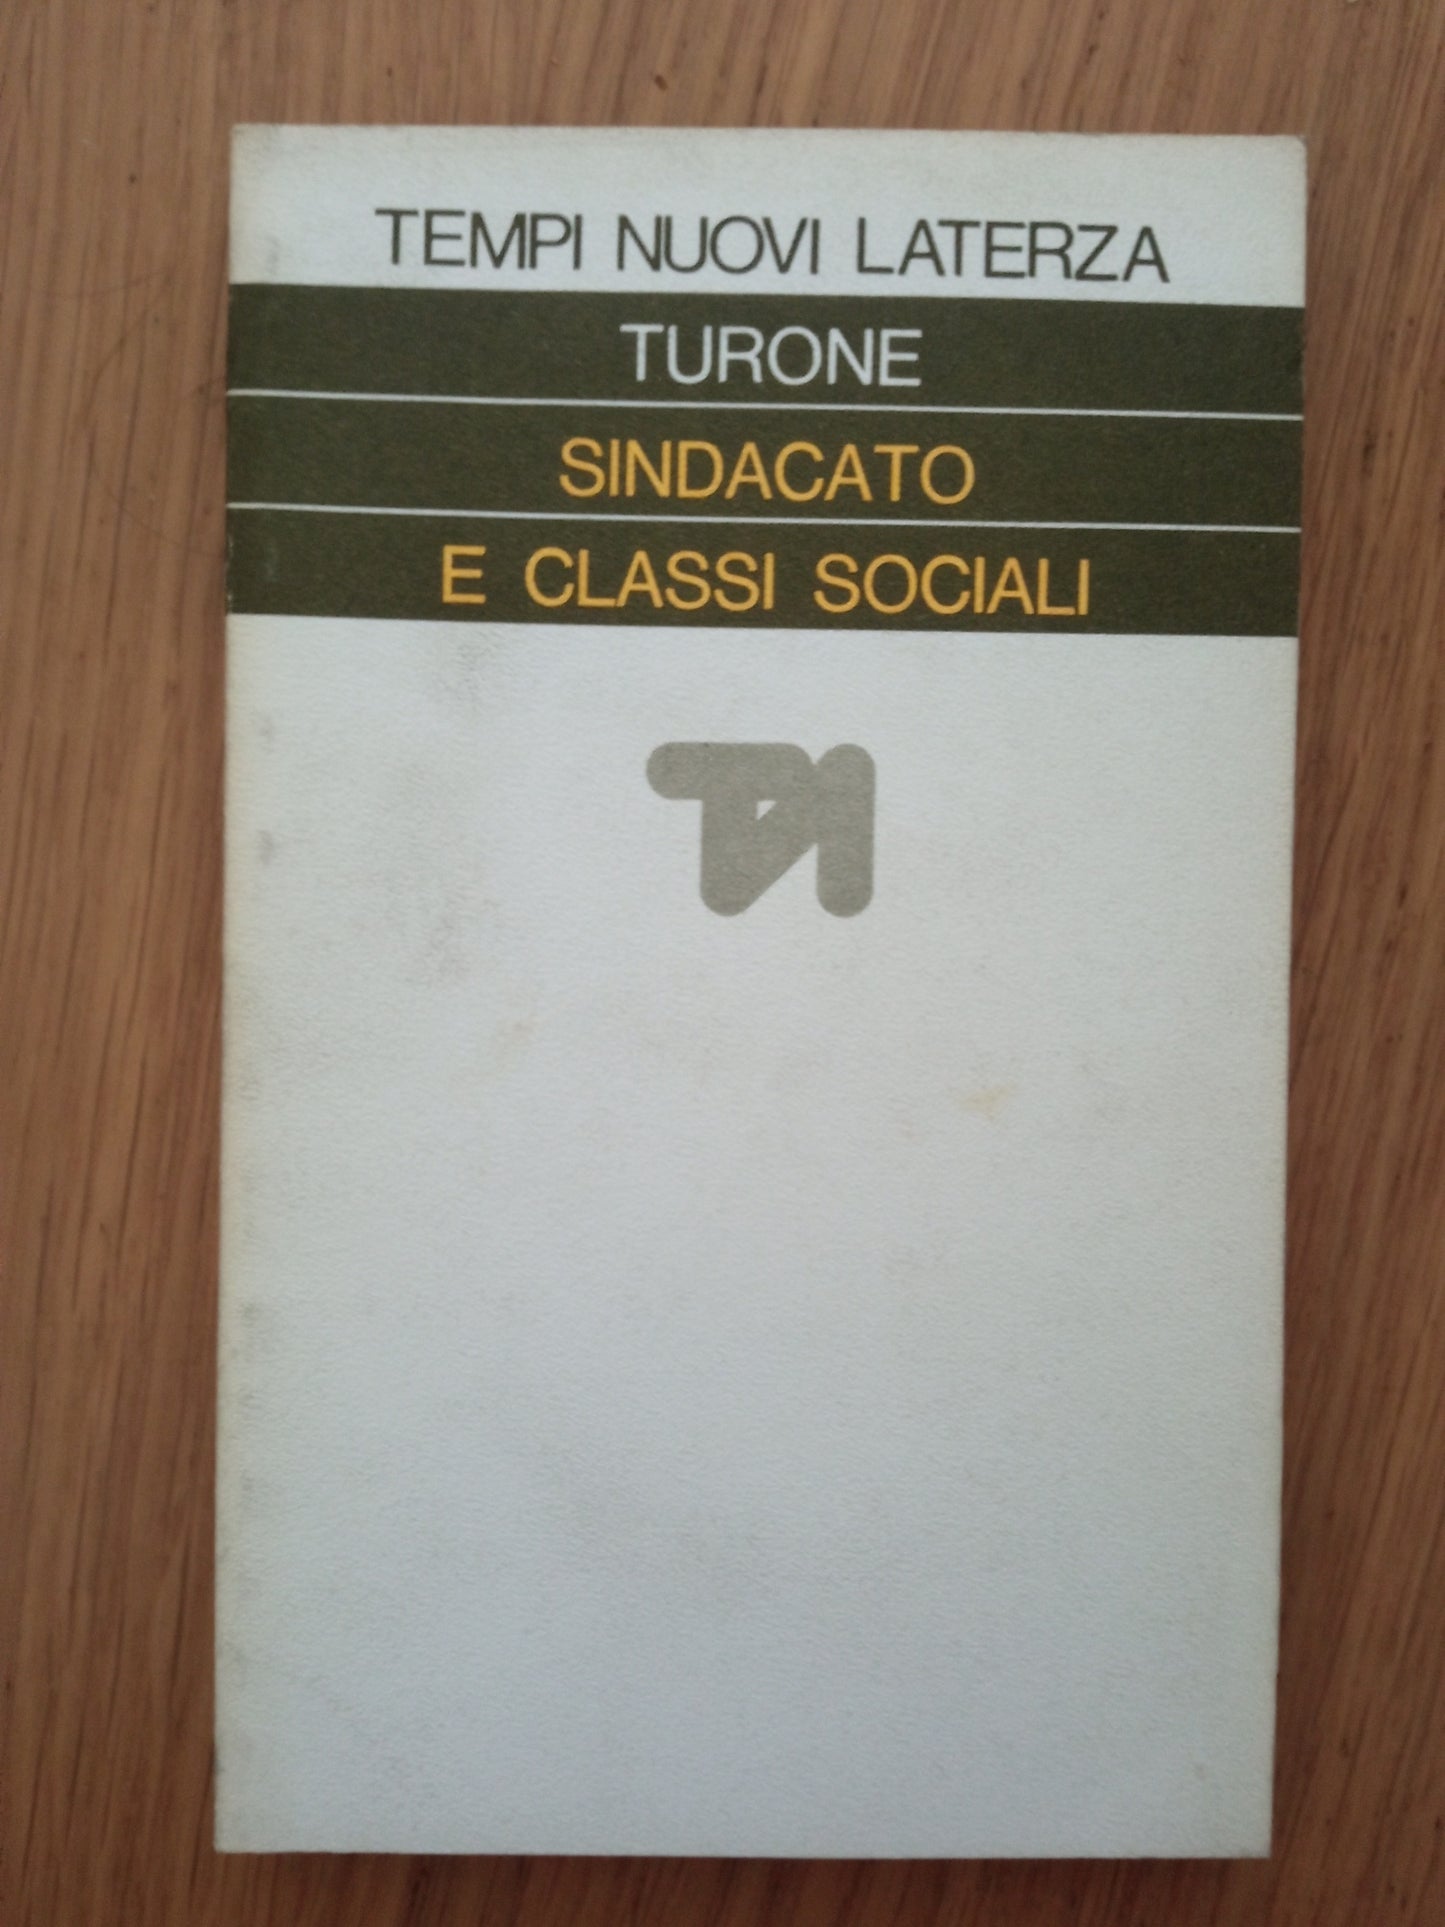 TEMPI NUOVI LATERZA
TURONE
SINDACATO
E CLASSI SOCIALI